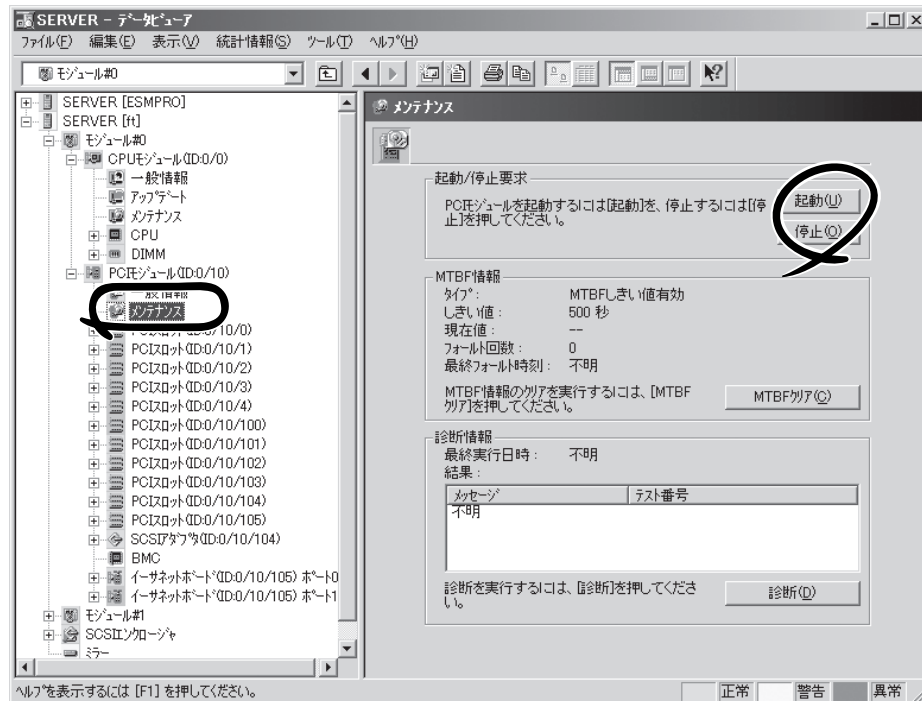 SERVER - データビューア
ファイル(F) 編集(E) 表示(V) 統計情報(S) ツール(T) ヘルプ(H)
モジュール#0
SERVER [ESMPRO]
SERVER [ft]
モジュール#0
CPUモジュール(ID:0/0)
一般情報
アップデート
メンテナンス
CPU
DIMM
PCIモジュール(ID:0/10)
一般情報
メンテナンス
PCIスロット(ID:0/10/0)
PCIスロット(ID:0/10/1)
PCIスロット(ID:0/10/2)
PCIスロット(ID:0/10/3)
PCIスロット(ID:0/10/4)
PCIスロット(ID:0/10/100)
PCIスロット(ID:0/10/101)
PCIスロット(ID:0/10/102)
PCIスロット(ID:0/10/103)
PCIスロット(ID:0/10/104)
PCIスロット(ID:0/10/105)
SCSIアダプタ(ID:0/10/104)
BMC
イーサネットボード(ID:0/10/105) ポート0
イーサネットボード(ID:0/10/105) ポート1
モジュール#1
SCSIエンクロージャ
ミラー
メンテナンス
起動/停止要求
PCIモジュールを起動するには[起動]を、停止するには[停
止]を押してください。
起動(U)
停止(O)
MTBF情報
タイプ: MTBFしきい値有効
しきい値: 500 秒
現在値: --
フォールト回数: 0
最終フォールト時刻: 不明
MTBF情報のクリアを実行するには、[MTBF
クリア]を押してください。
MTBFクリア(C)
診断情報
最終実行日時: 不明
結果:
メッセージ テスト番号
不明
診断を実行するには、[診断]を押してくださ
い。
診断(D)
ヘルプを表示するには [F1] を押してください。
正常 警告 異常